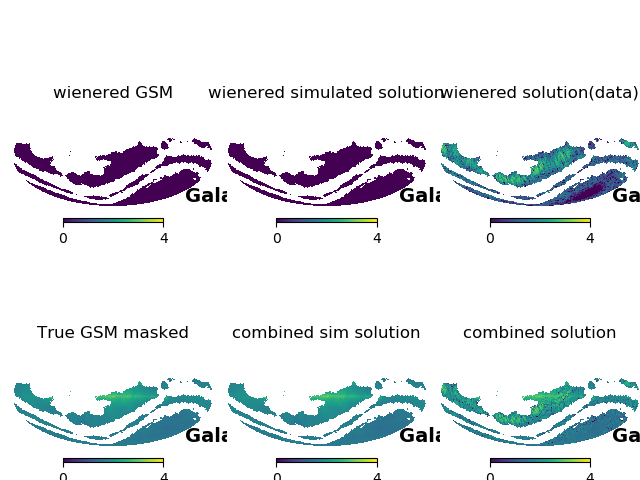 wienered GSM
wienered simulated solution
wienered solution(data)
Gala
Gala
Ga
0 4
0 4
0 4
True GSM masked
combined sim solution
combined solution
Gala
Gala
Ga
0 4
0 4
0 4